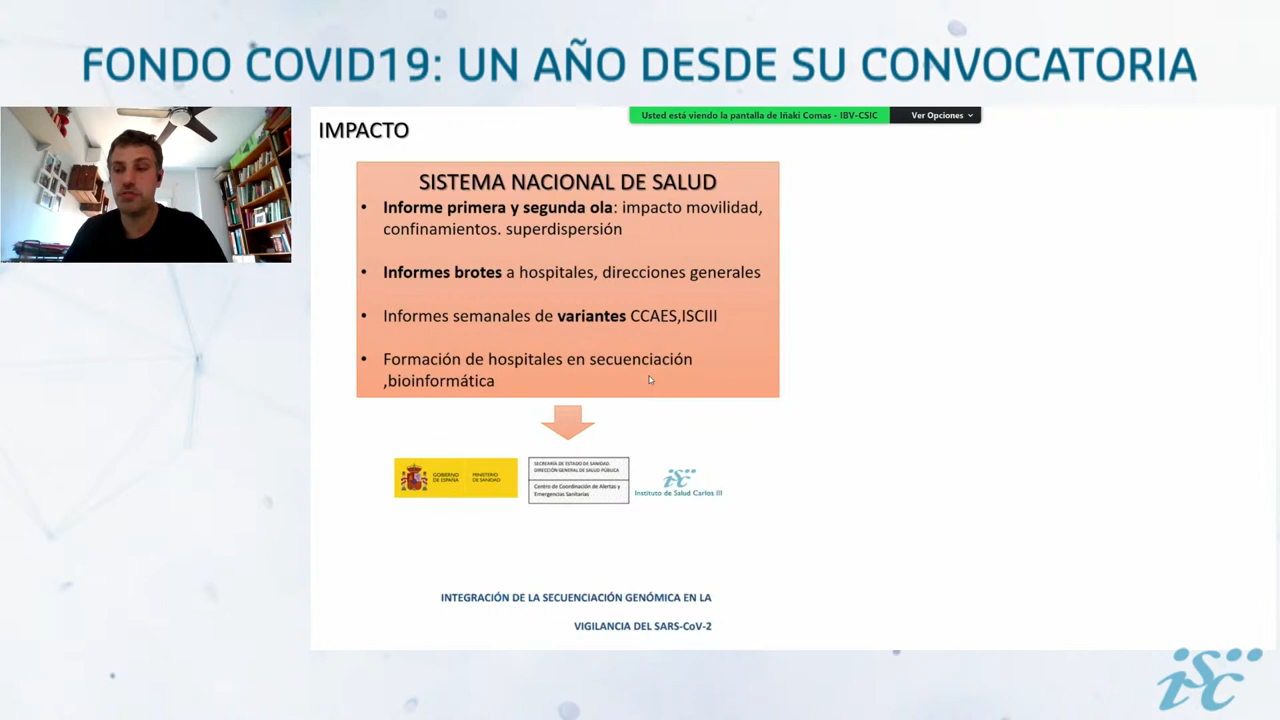 FONDO COVID19: UN AÑO DESDE SU CONVOCATORIA
Usted está viendo la pantalla de Iñaki Comas - IBV-CSIC
Ver Opciones
IMPACTO
SISTEMA NACIONAL DE SALUD
• Informe primera y segunda ola: impacto movilidad,
confinamientos. superdispersión
• Informes brotes a hospitales, direcciones generales
• Informes semanales de variantes CCAES,ISCIII
• Formación de hospitales en secuenciación
,bioinformática
GOBIERNO
DE ESPAÑA
MINISTERIO
DE SANIDAD
SECRETARÍA DE ESTADO DE SANIDAD.
DIRECCIÓN GENERAL DE SALUD PÚBLICA
Centro de Coordinación de Alertas y
Emergencias Sanitarias
isc
Instituto de Salud Carlos III
INTEGRACIÓN DE LA SECUENCIACIÓN GENÓMICA EN LA
VIGILANCIA DEL SARS-CoV-2
isc